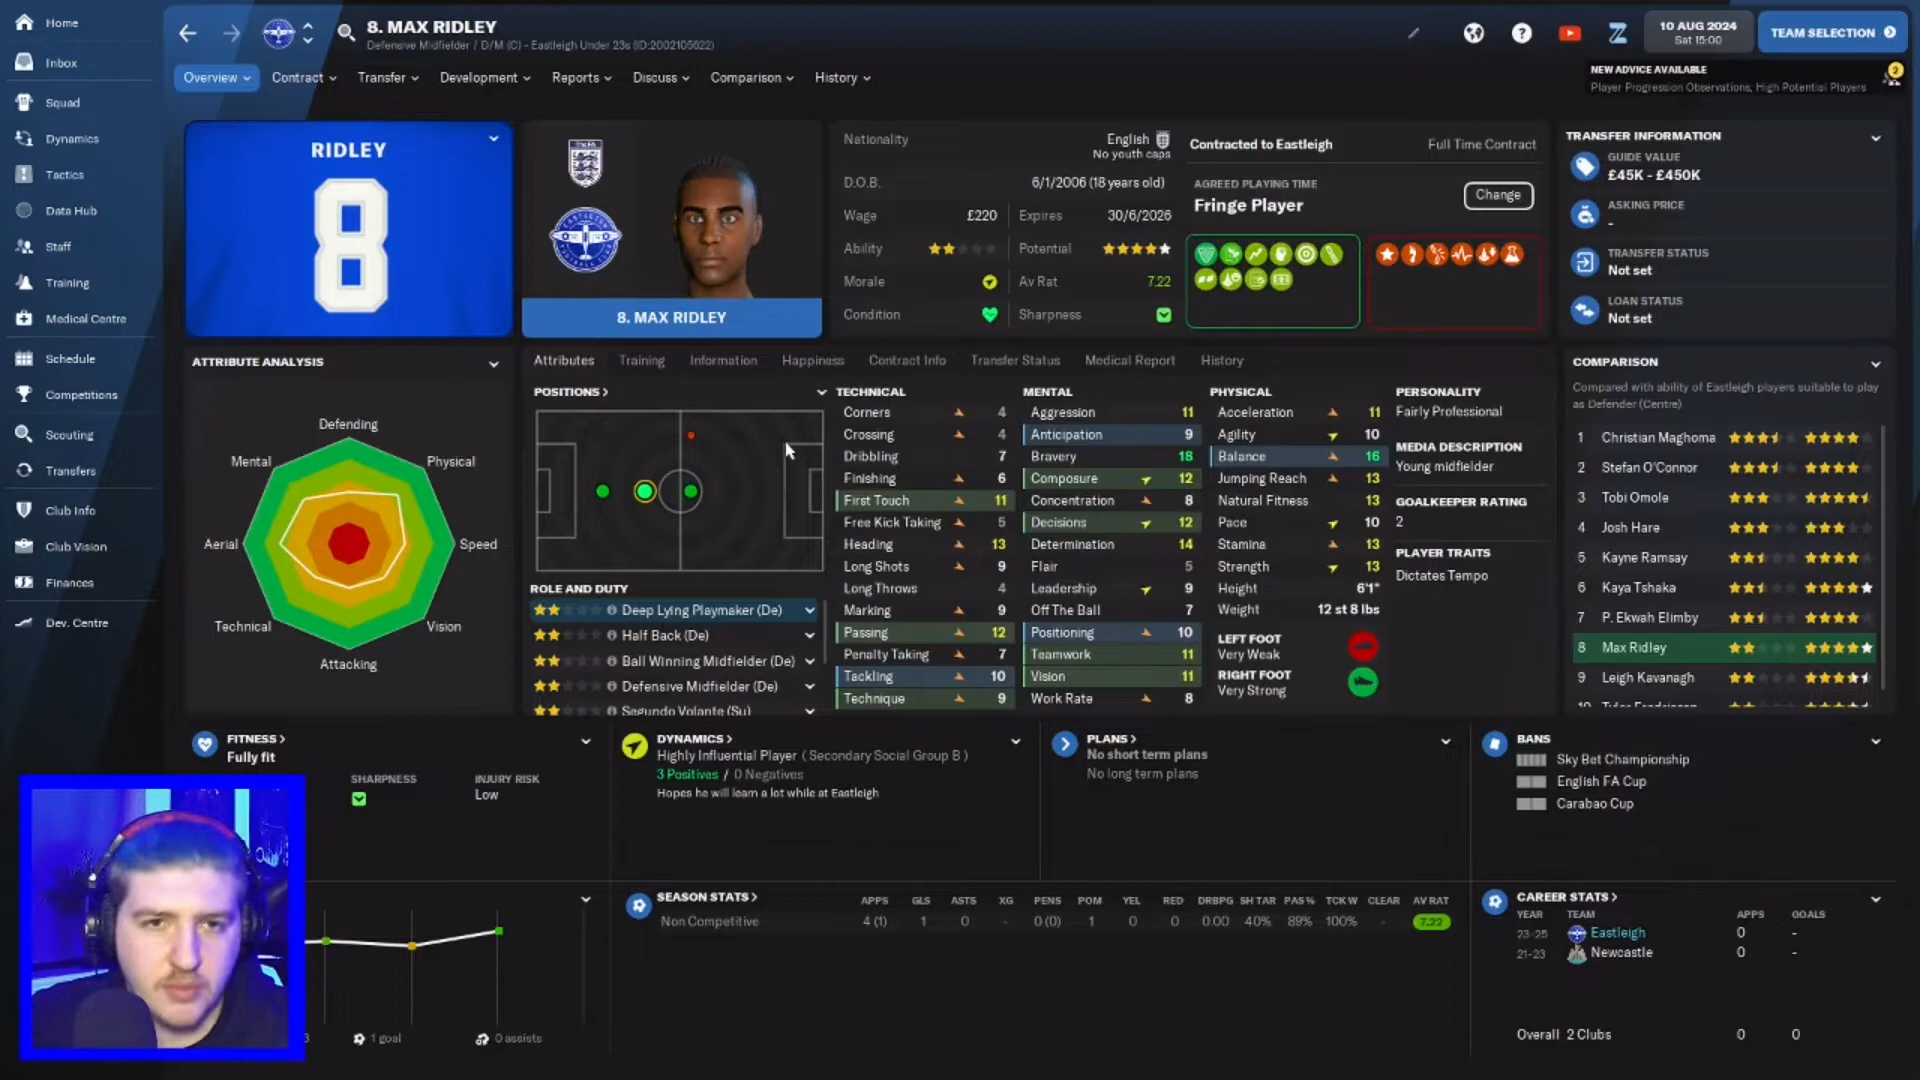 Home
Inbox
Squad
Dynamics
Tactics
Data Hub
Staff
Training
Medical Centre
Schedule
Competitions
Scouting
Transfers
Club Info
Club Vision
Finances
Dev. Centre
8. MAX RIDLEY
Defensive Midfielder / D/M (C) - Eastleigh Under 23s (ID:2002105622)
10 AUG 2024
Sat 15:00
TEAM SELECTION
Overview Contract Transfer Development Reports Discuss Comparison History
NEW ADVICE AVAILABLE
Player Progression Observations, High Potential Players
2
RIDLEY
8
8. MAX RIDLEY
Nationality English
No youth caps
D.O.B. 6/1/2006 (18 years old)
Wage £220 Expires 30/6/2026
Ability Potential
Morale Av Rat 7.22
Condition Sharpness
Contracted to Eastleigh Full Time Contract
AGREED PLAYING TIME
Fringe Player
Change
TRANSFER INFORMATION
GUIDE VALUE
£45K - £450K
ASKING PRICE
-
TRANSFER STATUS
Not set
LOAN STATUS
Not set
ATTRIBUTE ANALYSIS
Defending
Mental Physical
Aerial Speed
Technical Vision
Attacking
Attributes Training Information Happiness Contract Info Transfer Status Medical Report History
POSITIONS >
ROLE AND DUTY
Deep Lying Playmaker (De)
Half Back (De)
Ball Winning Midfielder (De)
Defensive Midfielder (De)
Segundo Volante (Su)
TECHNICAL
Corners 4
Crossing 4
Dribbling 7
Finishing 6
First Touch 11
Free Kick Taking 5
Heading 13
Long Shots 9
Long Throws 4
Marking 9
Passing 12
Penalty Taking 7
Tackling 10
Technique 9
MENTAL
Aggression 11
Anticipation 9
Bravery 18
Composure 12
Concentration 8
Decisions 12
Determination 14
Flair 5
Leadership 9
Off The Ball 7
Positioning 10
Teamwork 11
Vision 11
Work Rate 8
PHYSICAL
Acceleration 11
Agility 10
Balance 16
Jumping Reach 13
Natural Fitness 13
Pace 10
Stamina 13
Strength 13
Height 6'1"
Weight 12 st 8 lbs
LEFT FOOT
Very Weak
RIGHT FOOT
Very Strong
PERSONALITY
Fairly Professional
MEDIA DESCRIPTION
Young midfielder
GOALKEEPER RATING
2
PLAYER TRAITS
Dictates Tempo
COMPARISON
Compared with ability of Eastleigh players suitable to play
as Defender (Centre)
1 Christian Maghoma
2 Stefan O'Connor
3 Tobi Omole
4 Josh Hare
5 Kayne Ramsay
6 Kaya Tshaka
7 P. Ekwah Elimby
8 Max Ridley
9 Leigh Kavanagh
FITNESS >
Fully fit
SHARPNESS
INJURY RISK
Low
DYNAMICS >
Highly Influential Player ( Secondary Social Group B )
3 Positives / 0 Negatives
Hopes he will learn a lot while at Eastleigh
PLANS >
No short term plans
No long term plans
BANS
Sky Bet Championship
English FA Cup
Carabao Cup
1 goal 0 assists
SEASON STATS > APPS GLS ASTS XG PENS POM YEL RED DRBPG SH TAR PAS % TCK W CLEAR AV RAT
Non Competitive 4 (1) 1 0 - 0 (0) 1 0 0 0.00 40% 89% 100% - 7.22
CAREER STATS >
YEAR TEAM APPS GOALS
23-25 Eastleigh 0 -
21-23 Newcastle 0 -
Overall 2 Clubs 0 0